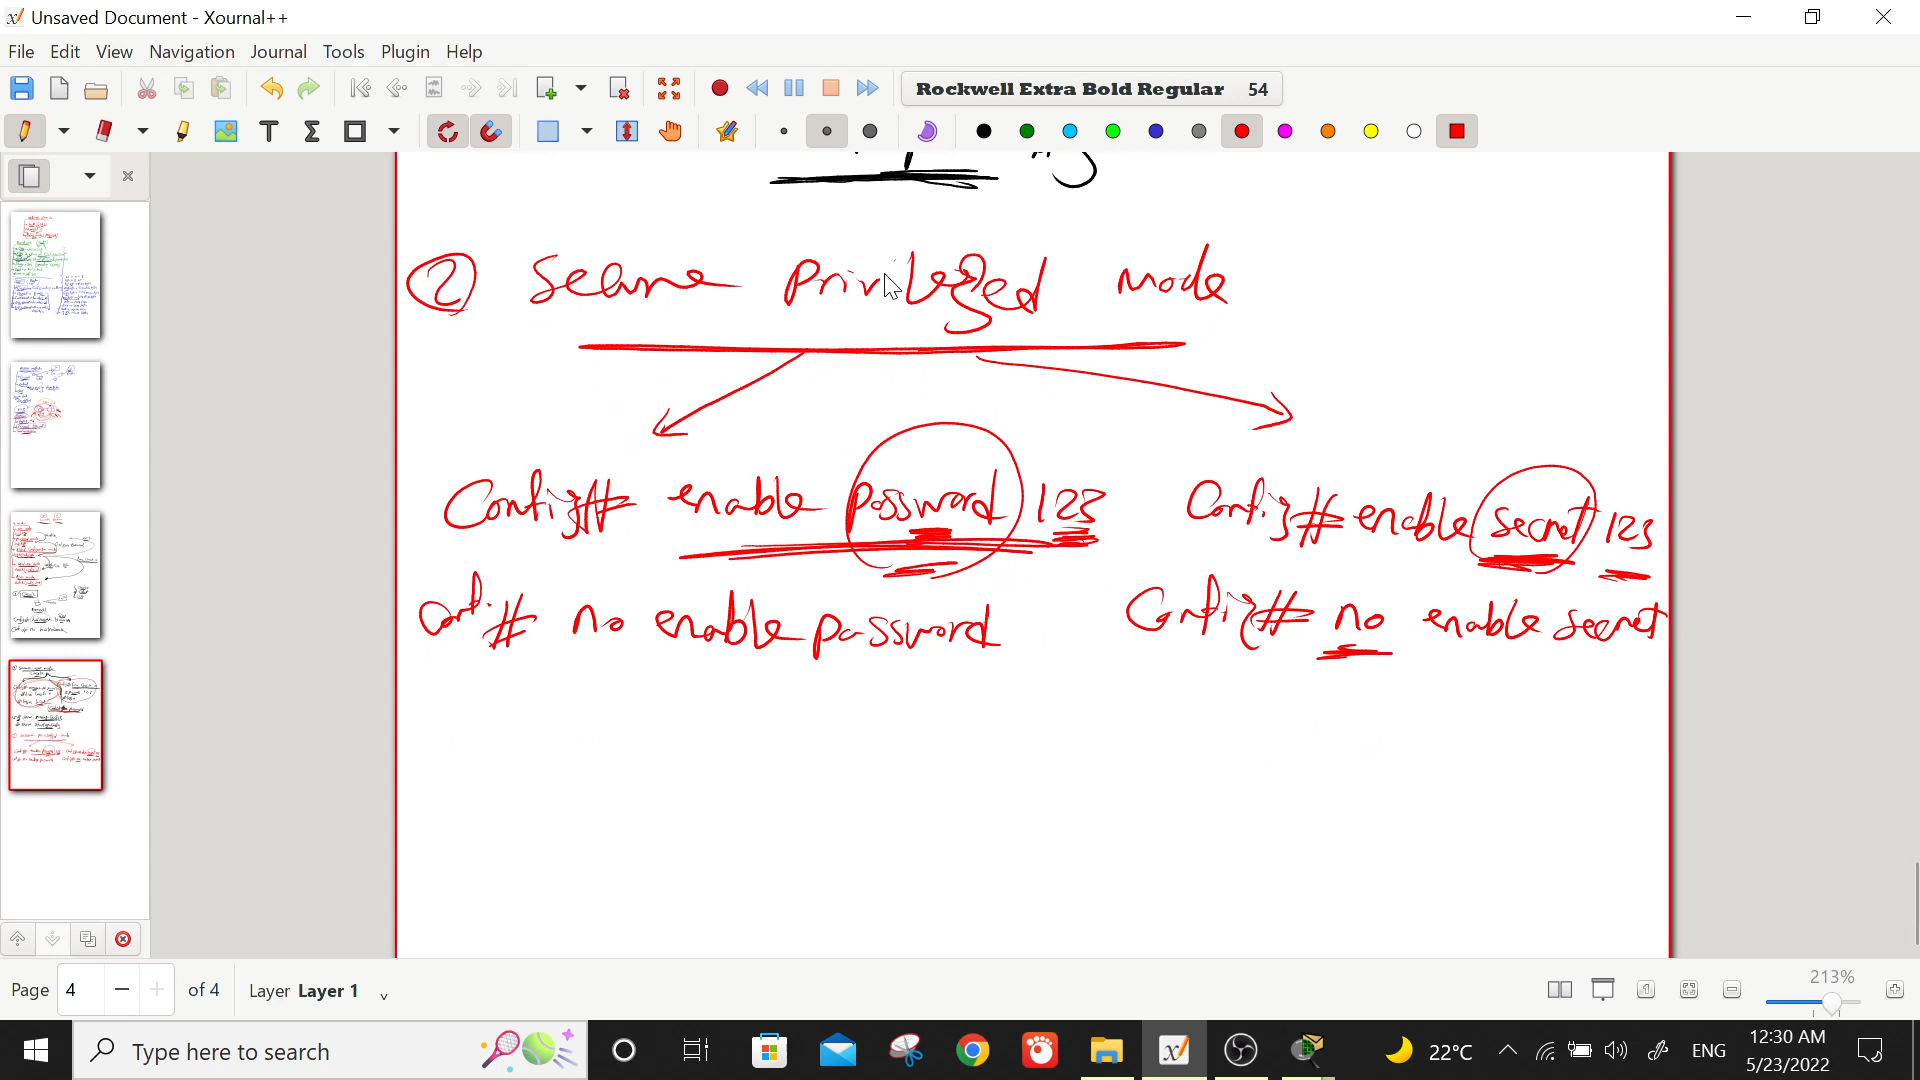 Unsaved Document - Xournal++
File Edit View Navigation Journal Tools Plugin Help
Rockwell Extra Bold Regular 54
② Secure Privileged mode
Config# enable password 123
Config# enable secret 123
Config# no enable password
Config# no enable secret
Page 4 of 4 Layer Layer 1
213%
Type here to search
22°C
ENG
12:30 AM
5/23/2022